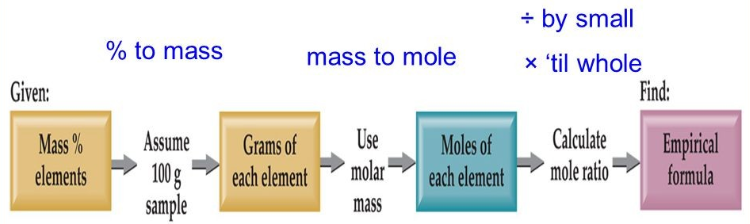 ÷ by small
% to mass
mass to mole
× ‘til whole
Given:
Find:
Mass %
elements
Assume
100 g
sample
Grams of
each element
Use
molar
mass
Moles of
each element
Calculate
mole ratio
Empirical
formula